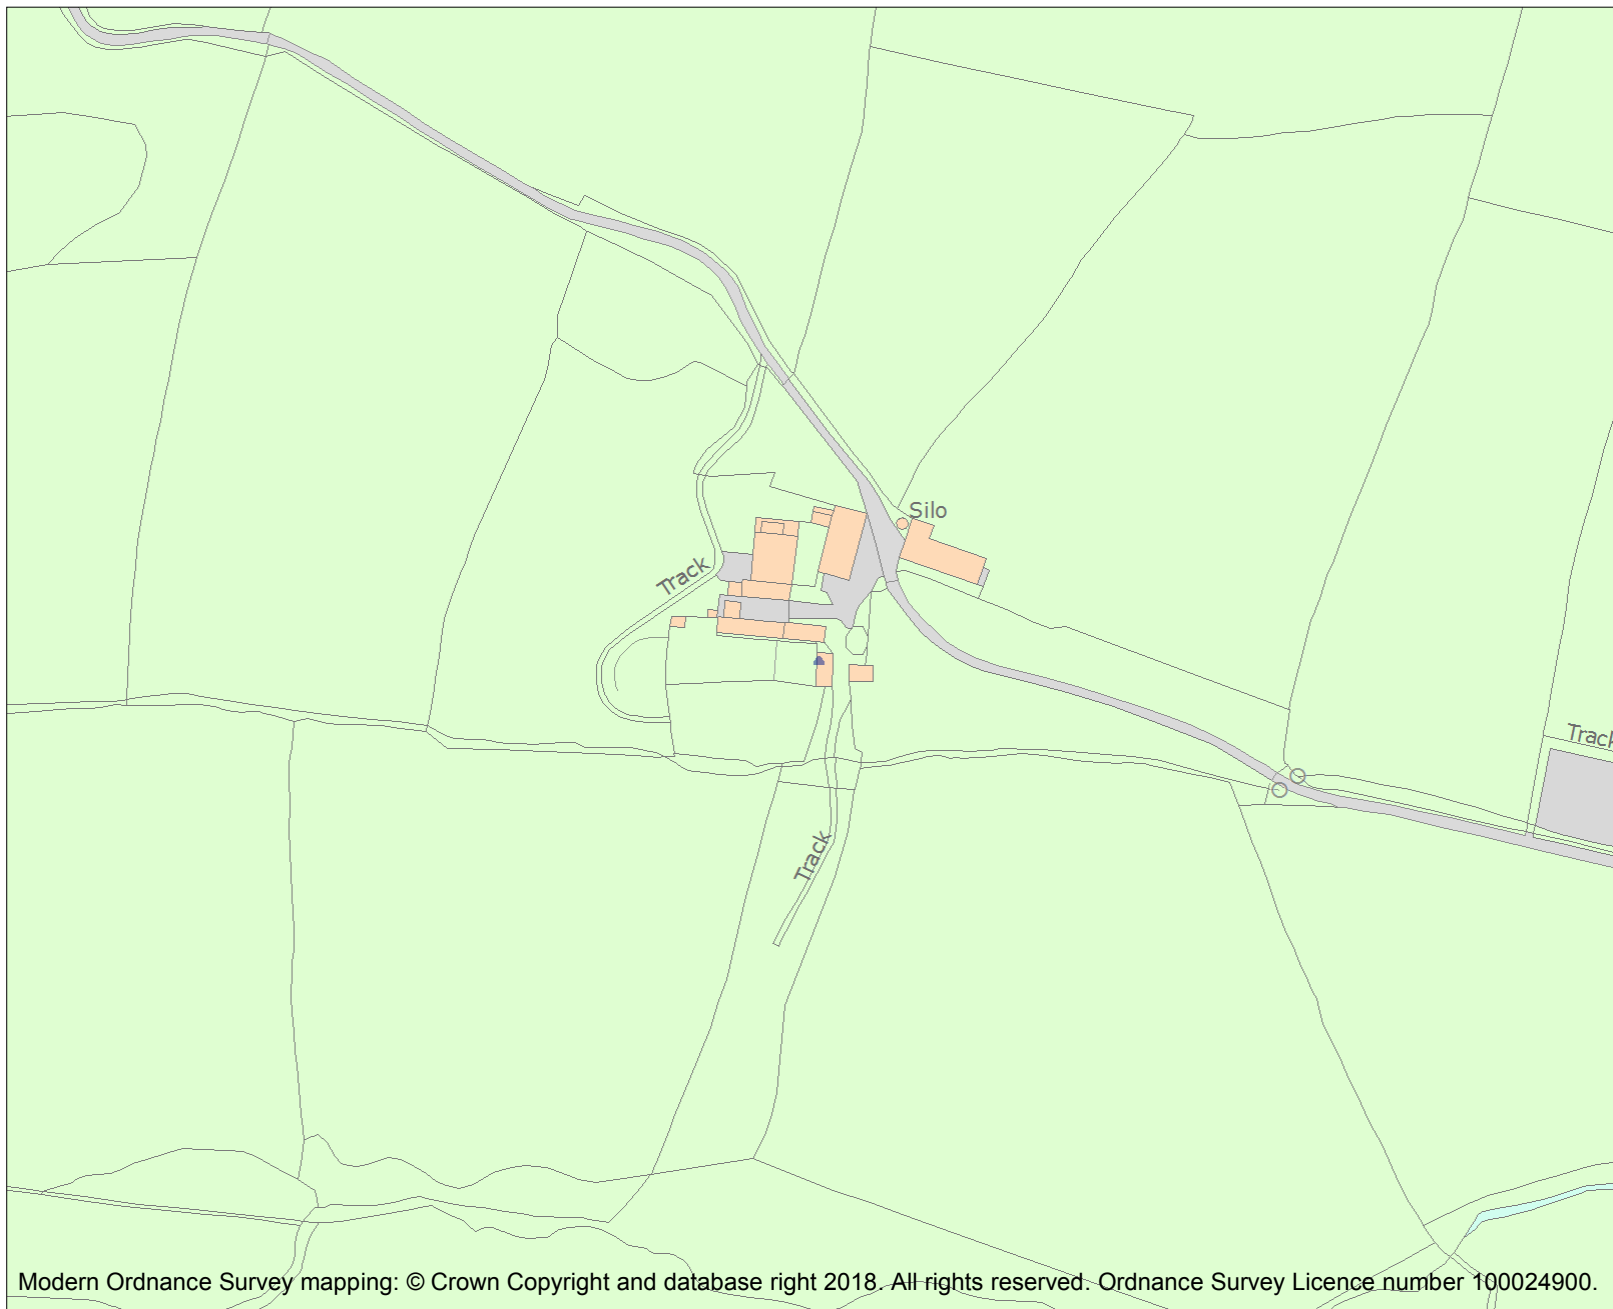 Silo
Track
Track
Track
Modern Ordnance Survey mapping: © Crown Copyright and database right 2018. All rights reserved. Ordnance Survey Licence number 100024900.